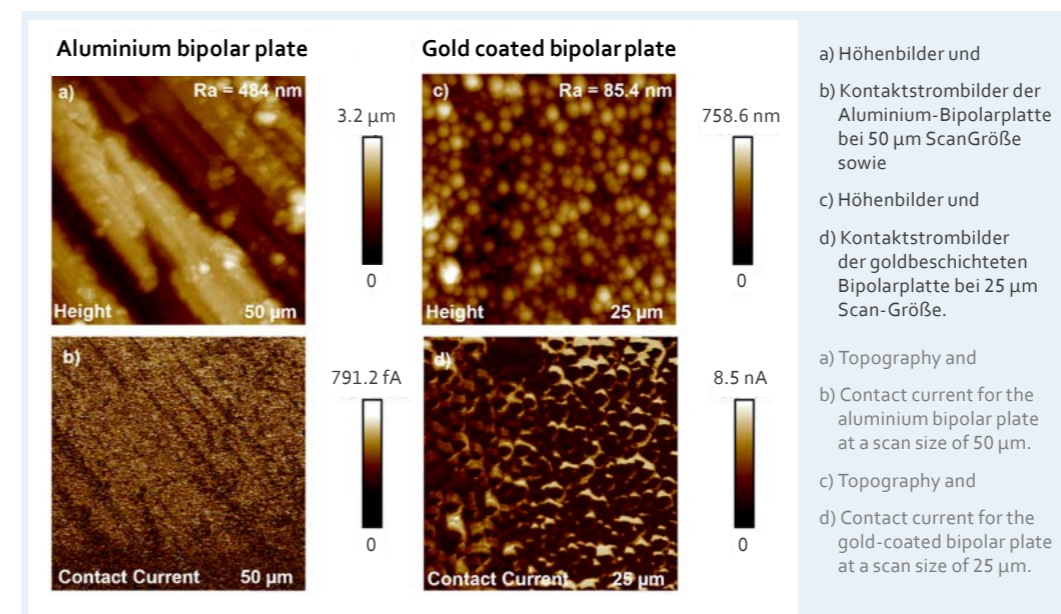 Aluminium bipolar plate
Gold coated bipolar plate
a)
Ra = 484 nm
3.2 µm
0
Height
50 µm
c)
Ra = 85.4 nm
758.6 nm
0
Height
25 µm
b)
791.2 fA
0
Contact Current
50 µm
d)
8.5 nA
0
Contact Current
25 µm
a) Höhenbilder und
b) Kontaktstrombilder der
Aluminium-Bipolarplatte
bei 50 µm ScanGröße
sowie
c) Höhenbilder und
d) Kontaktstrombilder
der goldbeschichteten
Bipolarplatte bei 25 µm
Scan-Größe.
a) Topography and
b) Contact current for the
aluminium bipolar plate
at a scan size of 50 µm.
c) Topography and
d) Contact current for the
gold-coated bipolar plate
at a scan size of 25 µm.